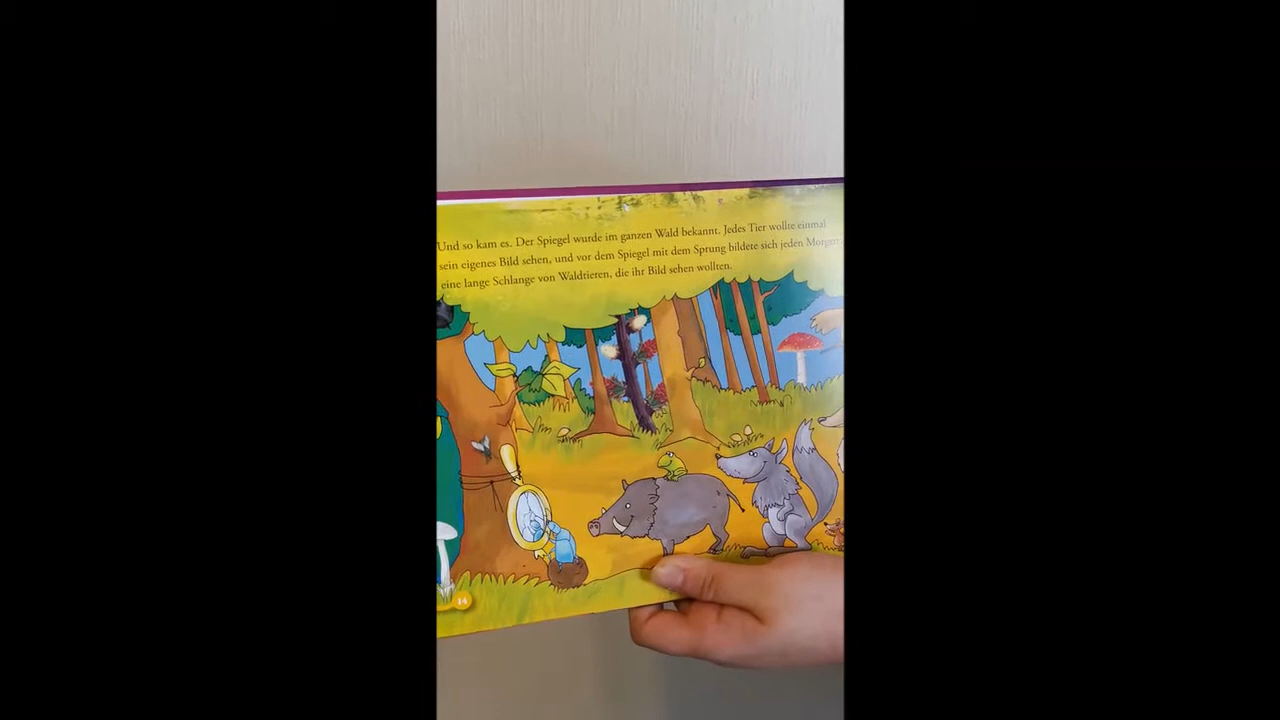 Und so kam es. Der Spiegel wurde im ganzen Wald bekannt. Jedes Tier wollte einmal
sein eigenes Bild sehen, und vor dem Spiegel mit dem Sprung bildete sich jeden Morgen
eine lange Schlange von Waldtieren, die ihr Bild sehen wollten.
14